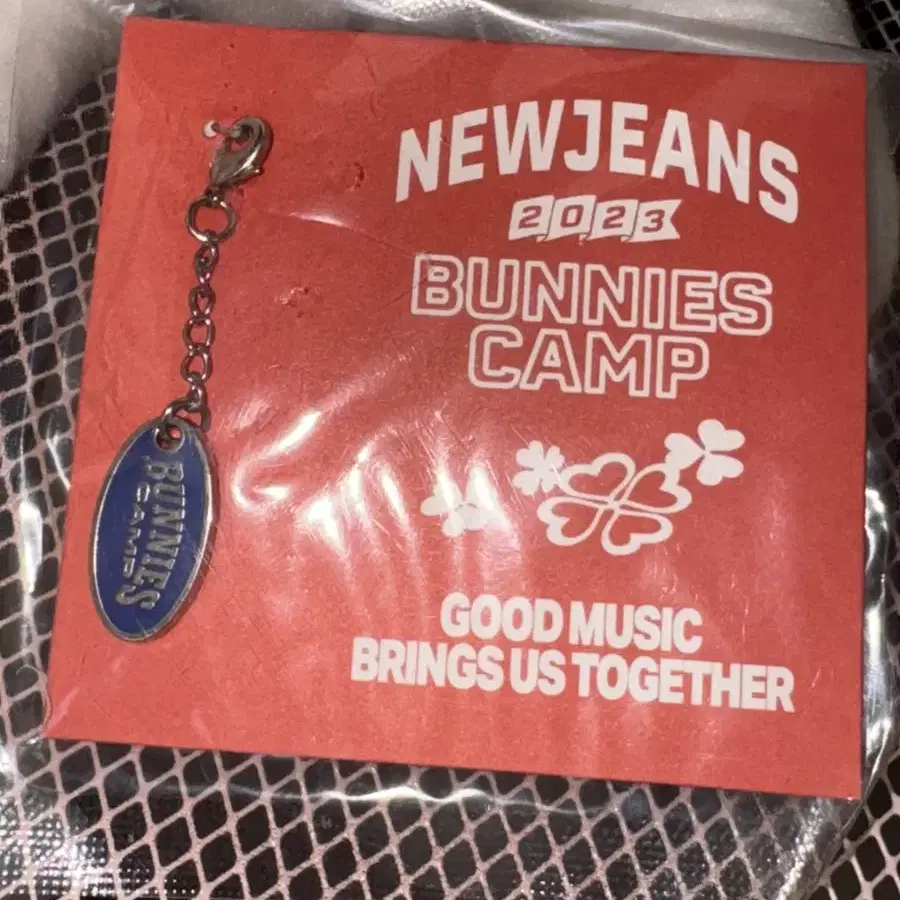 NEWJEANS
2023
BUNNIES
CAMP
GOOD MUSIC
BRINGS US TOGETHER
BUNNIES
CAMP